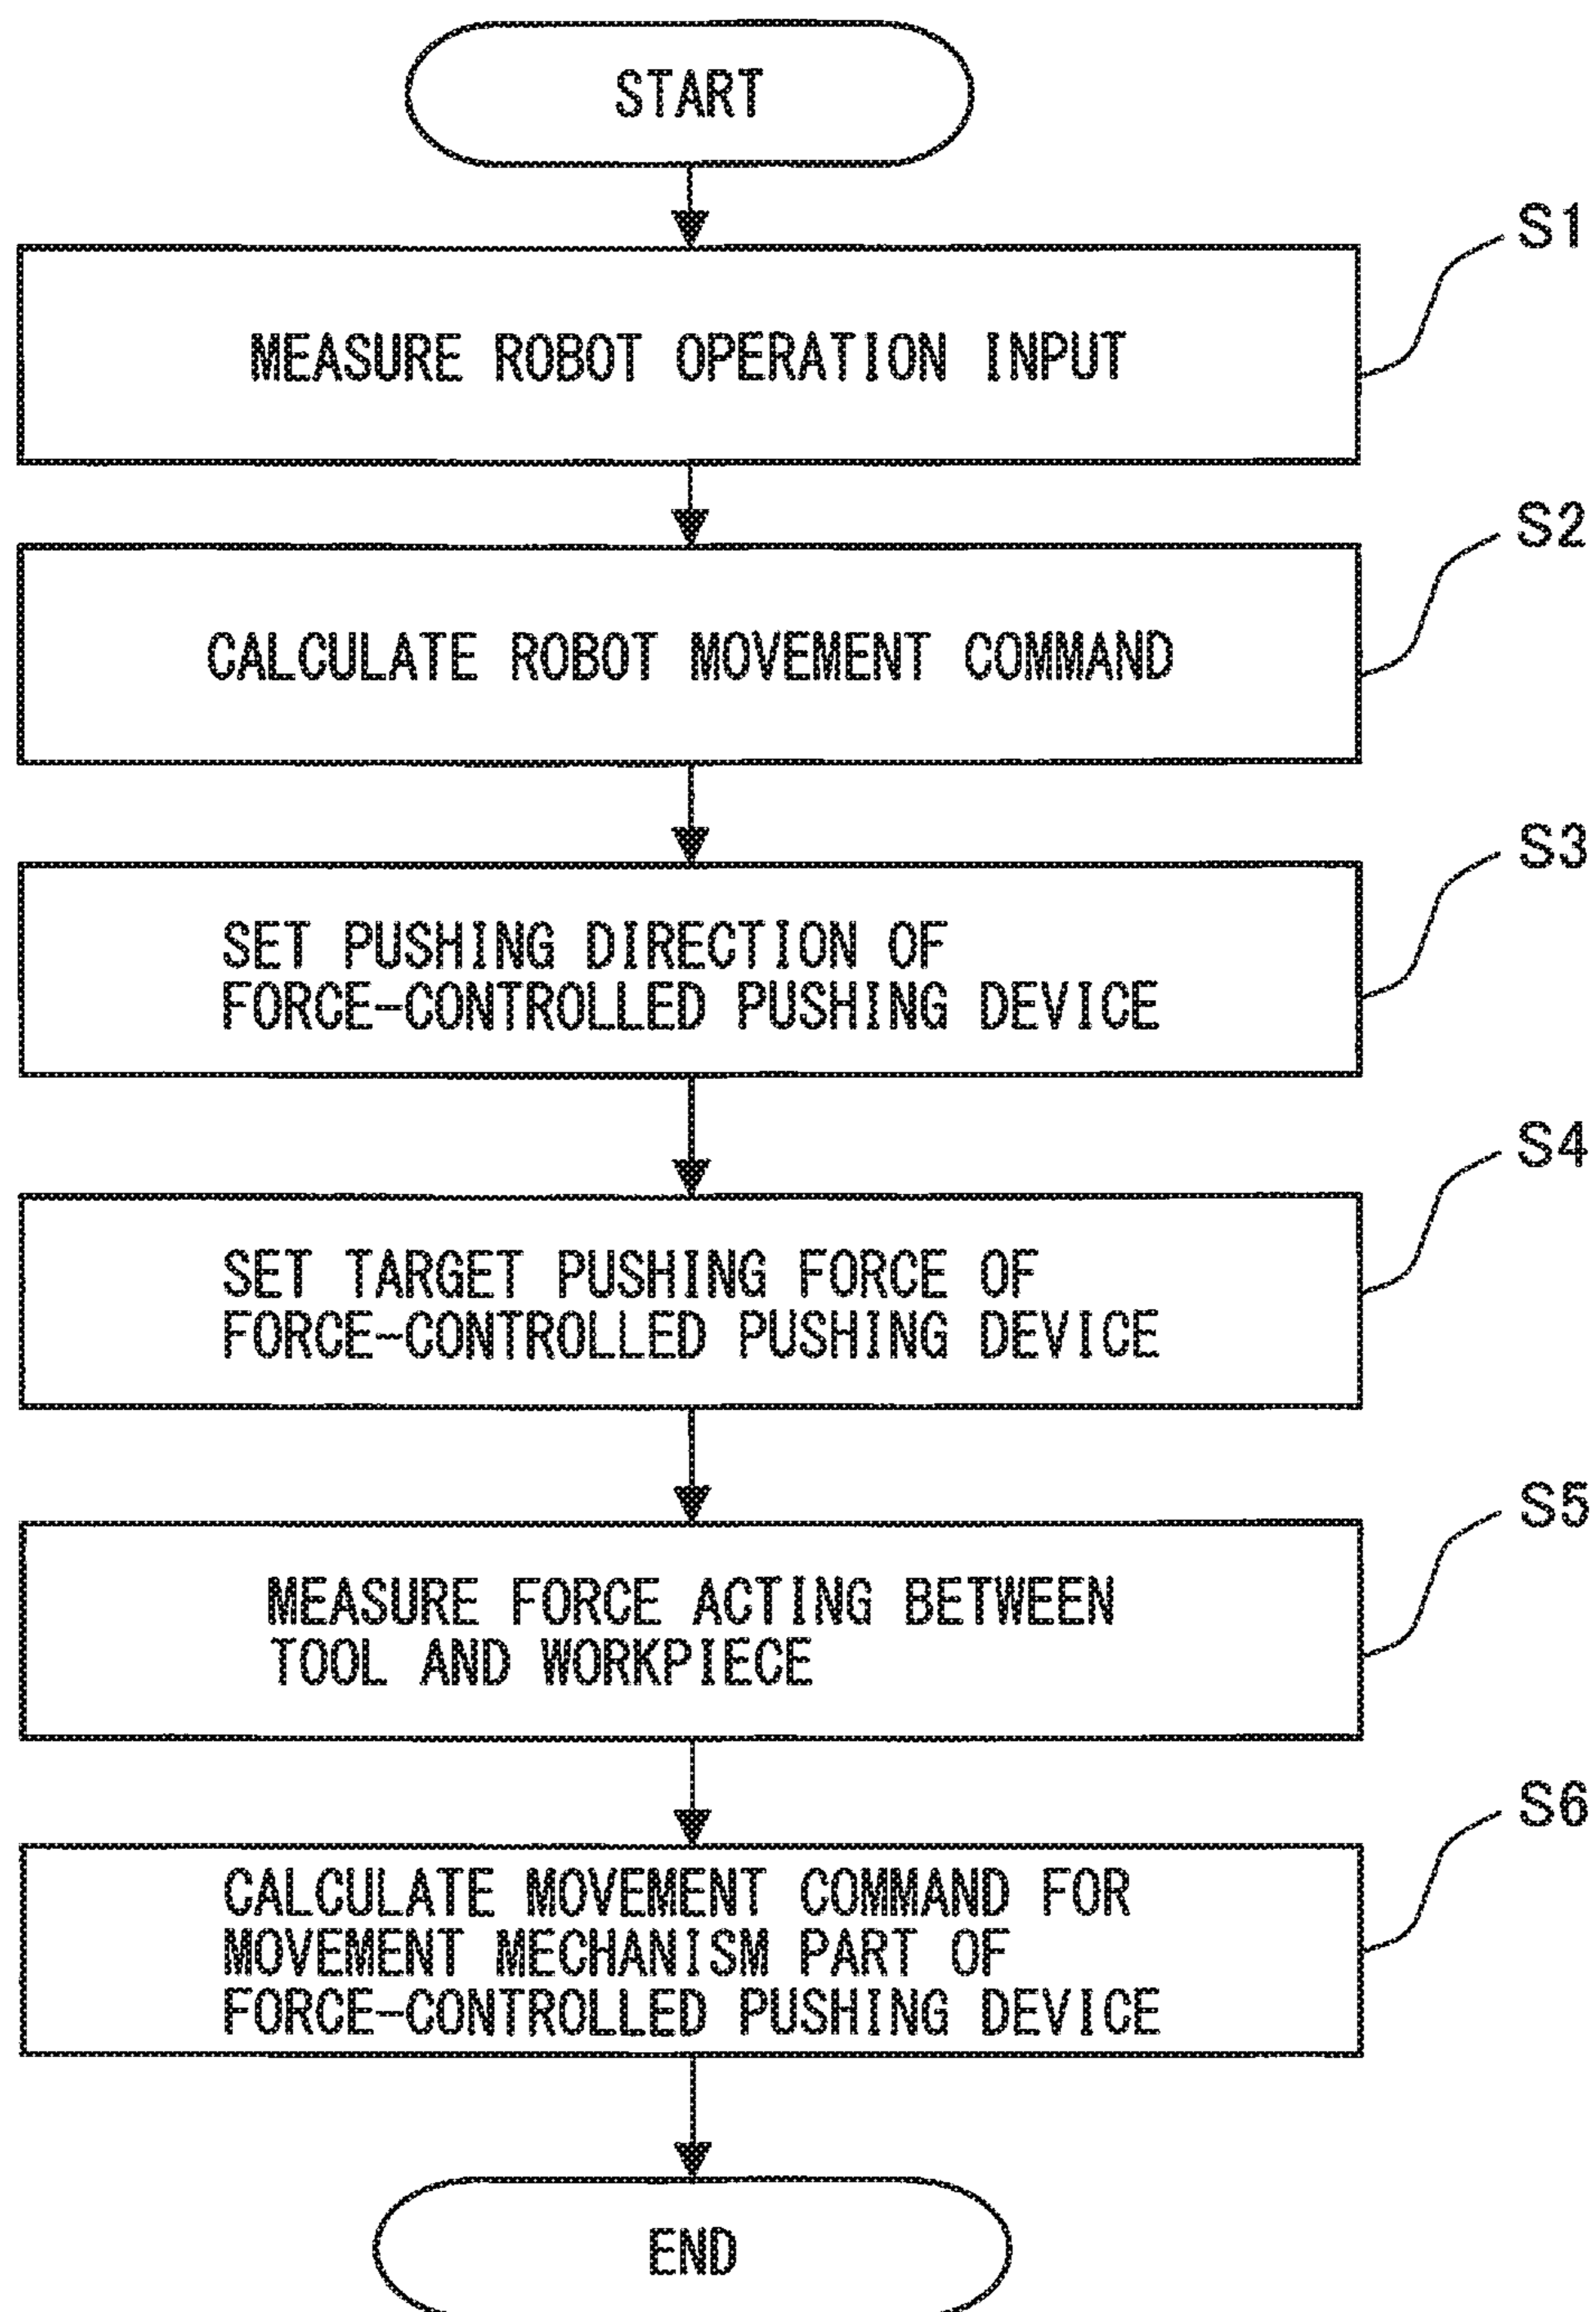 START
S1
MEASURE ROBOT OPERATION INPUT
S2
CALCULATE ROBOT MOVEMENT COMMAND
S3
SET PUSHING DIRECTION OF
FORCE-CONTROLLED PUSHING DEVICE
S4
SET TARGET PUSHING FORCE OF
FORCE-CONTROLLED PUSHING DEVICE
S5
MEASURE FORCE ACTING BETWEEN
TOOL AND WORKPIECE
S6
CALCULATE MOVEMENT COMMAND FOR
MOVEMENT MECHANISM PART OF
FORCE-CONTROLLED PUSHING DEVICE
END